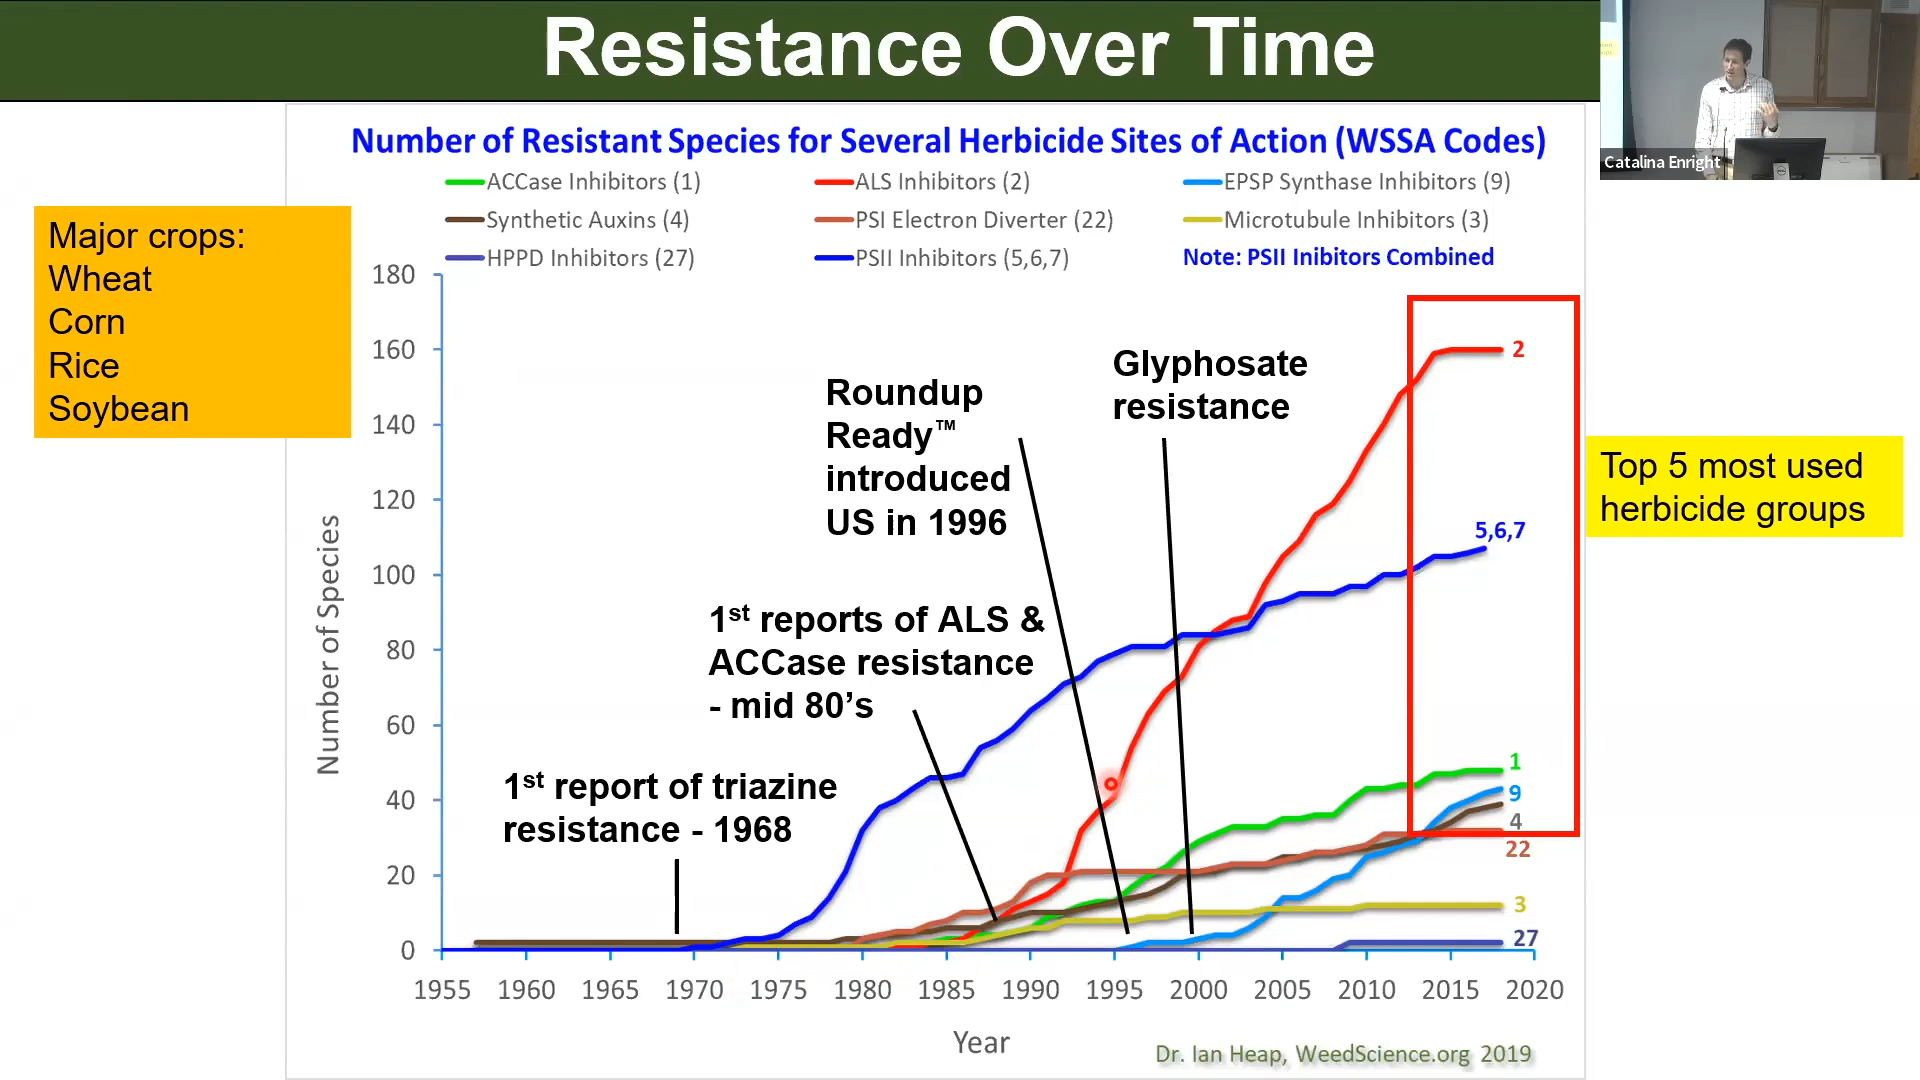 Resistance Over Time
Catalina Enright
Number of Resistant Species for Several Herbicide Sites of Action (WSSA Codes)
ACCase Inhibitors (1)
ALS Inhibitors (2)
EPSP Synthase Inhibitors (9)
Synthetic Auxins (4)
PSI Electron Diverter (22)
Microtubule Inhibitors (3)
HPPD Inhibitors (27)
PSII Inhibitors (5,6,7)
Note: PSII Inibitors Combined
Major crops:
Wheat
Corn
Rice
Soybean
180
160
140
120
100
80
60
40
20
0
Number of Species
Roundup
Ready™
introduced
US in 1996
Glyphosate
resistance
1st reports of ALS &
ACCase resistance
- mid 80’s
1st report of triazine
resistance - 1968
2
5,6,7
1
9
4
22
3
27
Top 5 most used
herbicide groups
1955 1960 1965 1970 1975 1980 1985 1990 1995 2000 2005 2010 2015 2020
Year
Dr. Ian Heap, WeedScience.org 2019